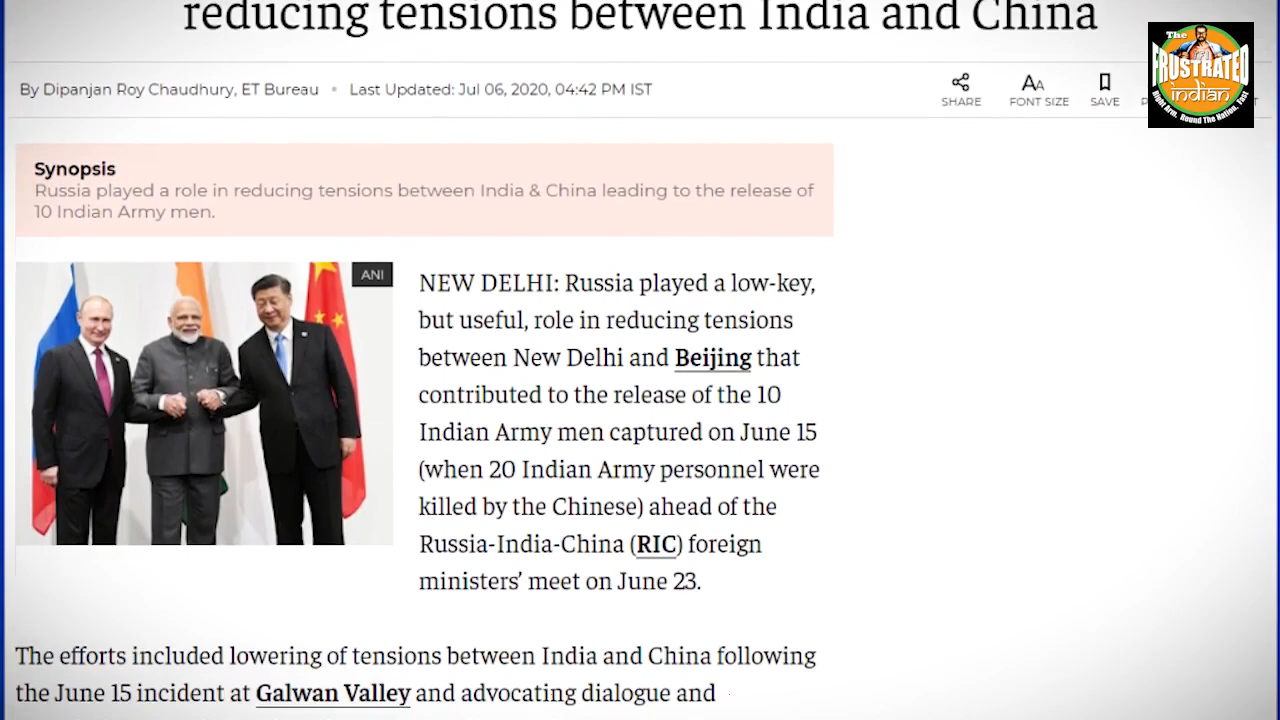 reducing tensions between India and China
By Dipanjan Roy Chaudhury, ET Bureau • Last Updated: Jul 06, 2020, 04:42 PM IST
SHARE
FONT SIZE
SAVE
The
FRUSTRATED
indian
Right Arm, Round The Nation, Fast
Synopsis
Russia played a role in reducing tensions between India & China leading to the release of
10 Indian Army men.
ANI
NEW DELHI: Russia played a low-key,
but useful, role in reducing tensions
between New Delhi and Beijing that
contributed to the release of the 10
Indian Army men captured on June 15
(when 20 Indian Army personnel were
killed by the Chinese) ahead of the
Russia-India-China (RIC) foreign
ministers’ meet on June 23.
The efforts included lowering of tensions between India and China following
the June 15 incident at Galwan Valley and advocating dialogue and